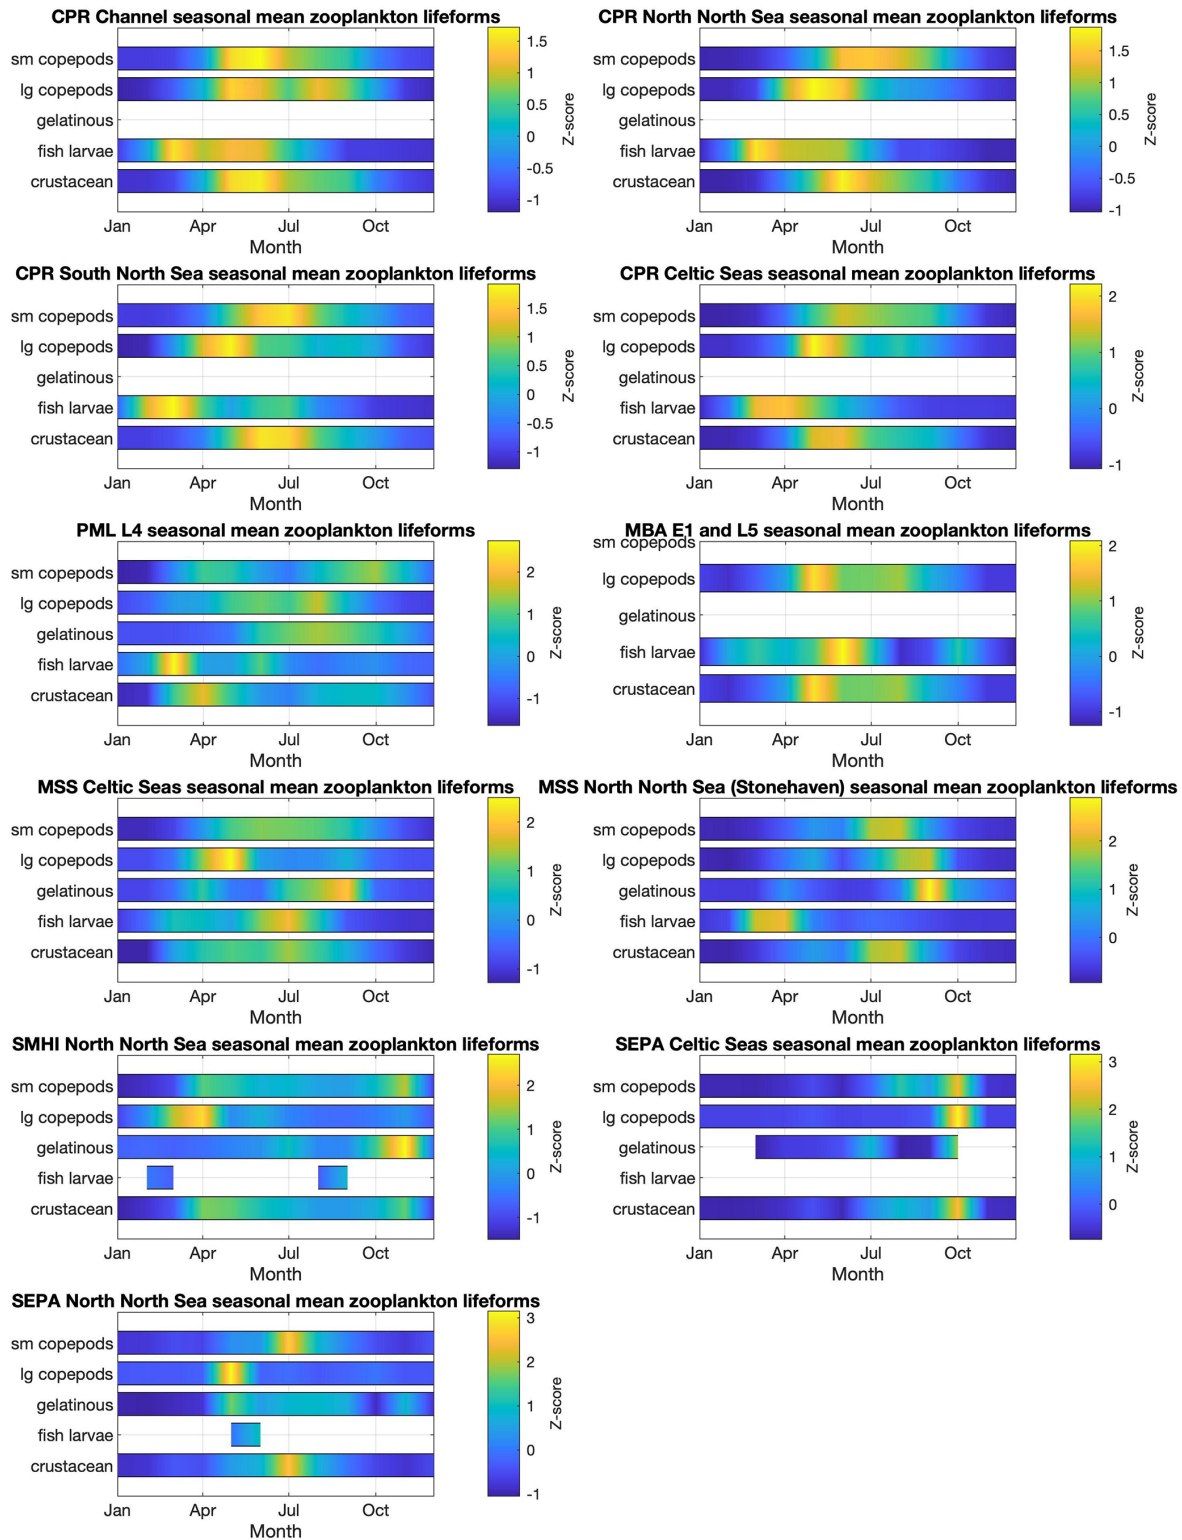 CPR Channel seasonal mean zooplankton lifeforms
sm copepods
lg copepods
gelatinous
fish larvae
crustacean
Jan Apr Jul Oct
Month
1.5
1
0.5
0
-0.5
-1
Z-score
CPR North North Sea seasonal mean zooplankton lifeforms
sm copepods
lg copepods
gelatinous
fish larvae
crustacean
Jan Apr Jul Oct
Month
1.5
1
0.5
0
-0.5
-1
Z-score
CPR South North Sea seasonal mean zooplankton lifeforms
sm copepods
lg copepods
gelatinous
fish larvae
crustacean
Jan Apr Jul Oct
Month
1.5
1
0.5
0
-0.5
-1
Z-score
CPR Celtic Seas seasonal mean zooplankton lifeforms
sm copepods
lg copepods
gelatinous
fish larvae
crustacean
Jan Apr Jul Oct
Month
2
1
0
-1
Z-score
PML L4 seasonal mean zooplankton lifeforms
sm copepods
lg copepods
gelatinous
fish larvae
crustacean
Jan Apr Jul Oct
Month
2
1
0
-1
Z-score
MBA E1 and L5 seasonal mean zooplankton lifeforms
sm copepods
lg copepods
gelatinous
fish larvae
crustacean
Jan Apr Jul Oct
Month
2
1
0
-1
Z-score
MSS Celtic Seas seasonal mean zooplankton lifeforms
sm copepods
lg copepods
gelatinous
fish larvae
crustacean
Jan Apr Jul Oct
Month
2
1
0
-1
Z-score
MSS North North Sea (Stonehaven) seasonal mean zooplankton lifeforms
sm copepods
lg copepods
gelatinous
fish larvae
crustacean
Jan Apr Jul Oct
Month
2
1
0
Z-score
SMHI North North Sea seasonal mean zooplankton lifeforms
sm copepods
lg copepods
gelatinous
fish larvae
crustacean
Jan Apr Jul Oct
Month
2
1
0
-1
Z-score
SEPA Celtic Seas seasonal mean zooplankton lifeforms
sm copepods
lg copepods
gelatinous
fish larvae
crustacean
Jan Apr Jul Oct
Month
3
2
1
0
Z-score
SEPA North North Sea seasonal mean zooplankton lifeforms
sm copepods
lg copepods
gelatinous
fish larvae
crustacean
Jan Apr Jul Oct
Month
3
2
1
0
-1
Z-score